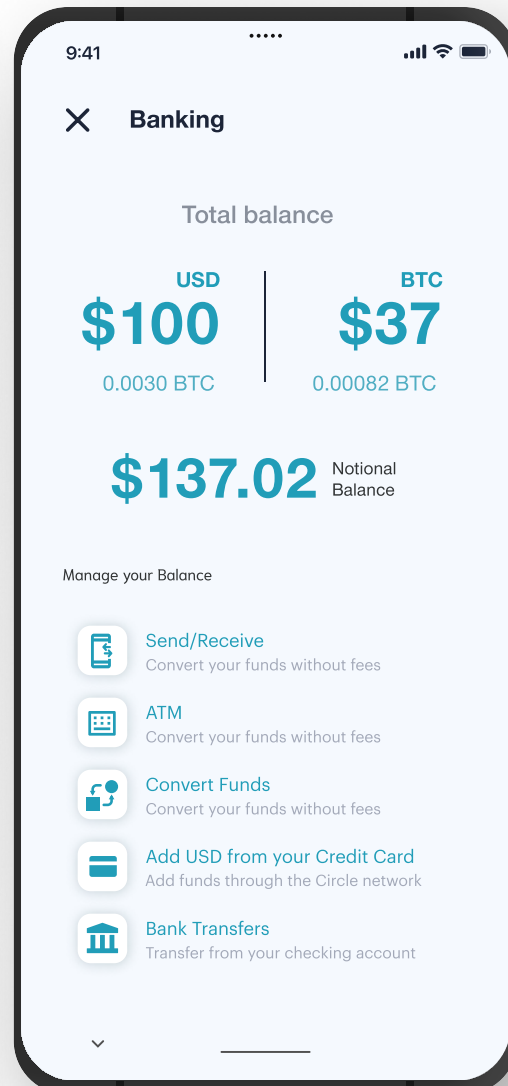 9:41
Banking
Total balance
USD
$100
0.0030 BTC
BTC
$37
0.00082 BTC
$137.02
Notional
Balance
Manage your Balance
Send/Receive
Convert your funds without fees
ATM
Convert your funds without fees
Convert Funds
Convert your funds without fees
Add USD from your Credit Card
Add funds through the Circle network
Bank Transfers
Transfer from your checking account